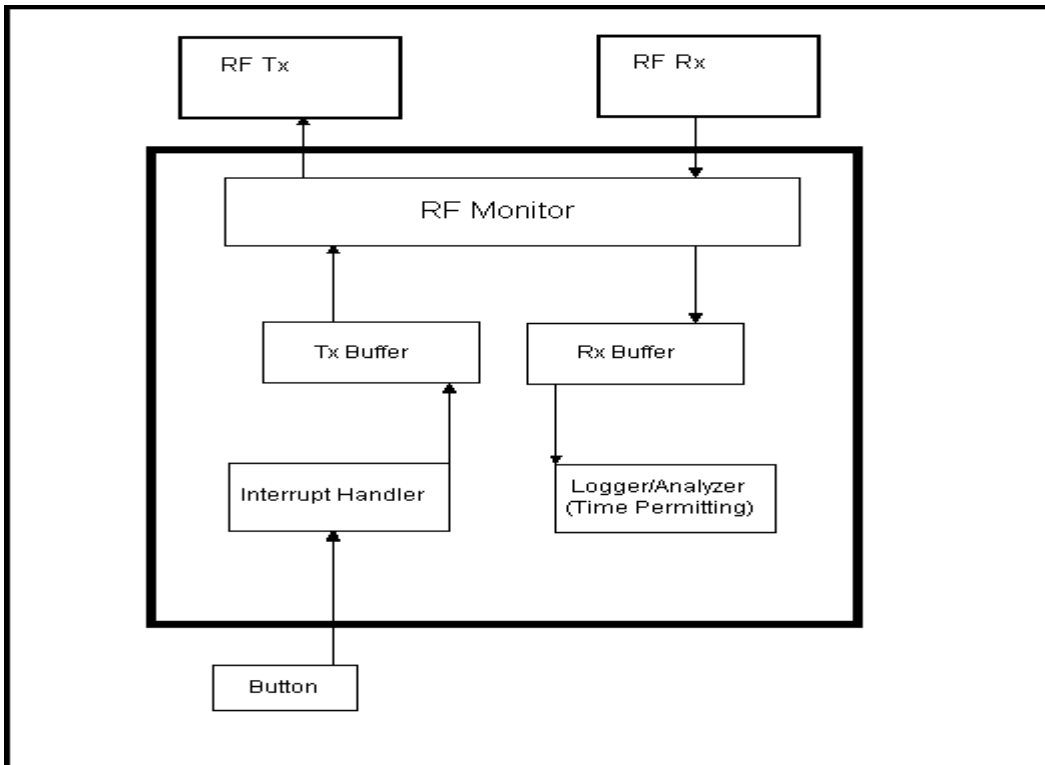 RF Tx
RF Rx
RF Monitor
Tx Buffer
Rx Buffer
Interrupt Handler
Logger/Analyzer
(Time Permitting)
Button